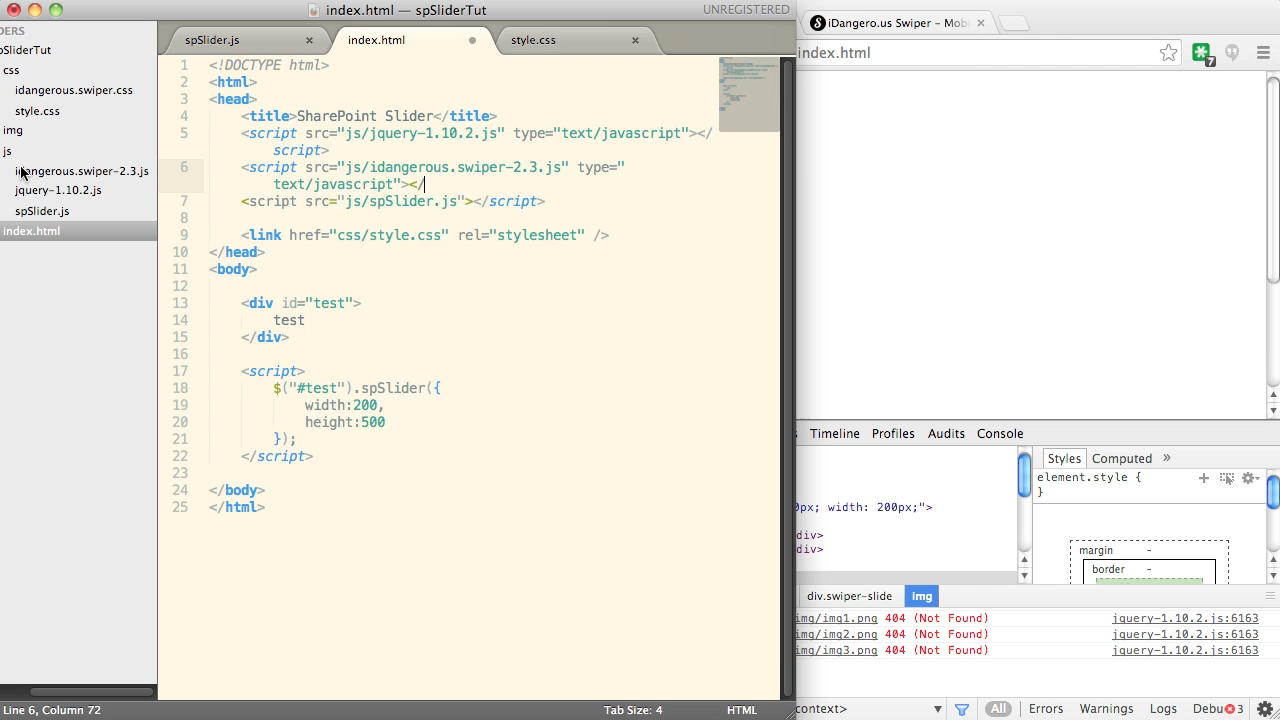 index.html — spSliderTut
UNREGISTERED
DERS
pSliderTut
css
dangerous.swiper.css
tyle.css
img
js
idangerous.swiper-2.3.js
jquery-1.10.2.js
spSlider.js
index.html
spSlider.js ×
index.html
style.css ×
1 <!DOCTYPE html>
2 <html>
3 <head>
4 <title>SharePoint Slider</title>
5 <script src="js/jquery-1.10.2.js" type="text/javascript"></
script>
6 <script src="js/idangerous.swiper-2.3.js" type="
text/javascript"></
7 <script src="js/spSlider.js"></script>
8
9 <link href="css/style.css" rel="stylesheet" />
10 </head>
11 <body>
12
13 <div id="test">
14 test
15 </div>
16
17 <script>
18 $("#test").spSlider({
19 width:200,
20 height:500
21 });
22 </script>
23
24 </body>
25 </html>
Line 6, Column 72
Tab Size: 4
HTML
iDangero.us Swiper – Mob ×
index.html
7
Timeline Profiles Audits Console
0px; width: 200px;">
div>
div>
Styles Computed »
element.style {
}
margin -
border -
div.swiper-slide img
img/img1.png 404 (Not Found) jquery-1.10.2.js:6163
img/img2.png 404 (Not Found) jquery-1.10.2.js:6163
img/img3.png 404 (Not Found) jquery-1.10.2.js:6163
context> All Errors Warnings Logs Debu 3